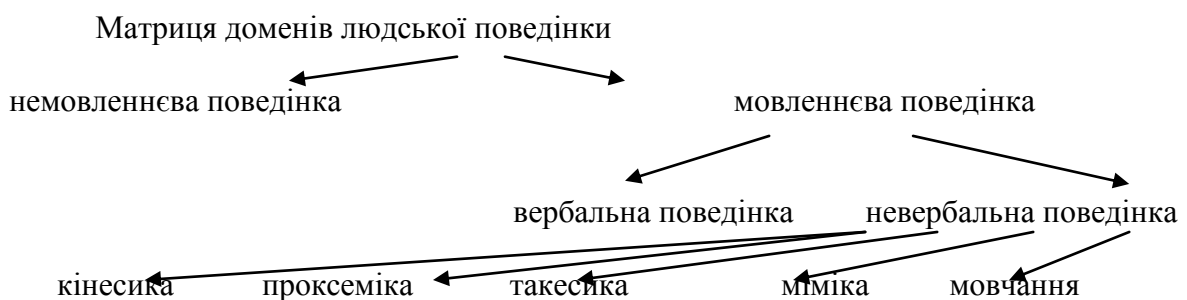 Матриця доменів людської поведінки
немовленнєва поведінка мовленнєва поведінка
вербальна поведінка невербальна поведінка
кінесика проксеміка такесика міміка мовчання